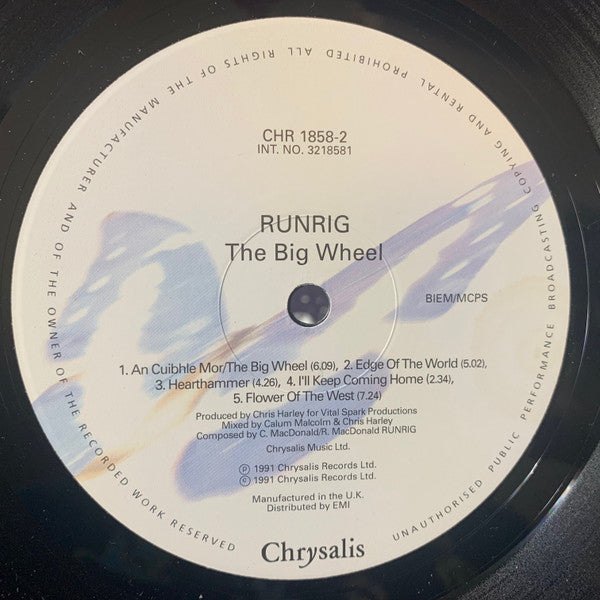 ALL RIGHTS OF THE MANUFACTURER AND OF THE OWNER OF THE RECORDED WORK RESERVED
UNAUTHORISED PUBLIC PERFORMANCE BROADCASTING COPYING AND RENTAL PROHIBITED
CHR 1858-2
INT. NO. 3218581
RUNRIG
The Big Wheel
BIEM/MCPS
1. An Cuibhle Mor/The Big Wheel (6.09), 2. Edge Of The World (5.02),
3. Hearthammer (4.26), 4. I'll Keep Coming Home (2.34),
5. Flower Of The West (7.24)
Produced by Chris Harley for Vital Spark Productions
Mixed by Calum Malcolm & Chris Harley
Composed by C. MacDonald/R. MacDonald RUNRIG
Chrysalis Music Ltd.
℗ 1991 Chrysalis Records Ltd.
© 1991 Chrysalis Records Ltd.
Manufactured in the U.K.
Distributed by EMI
Chrysalis